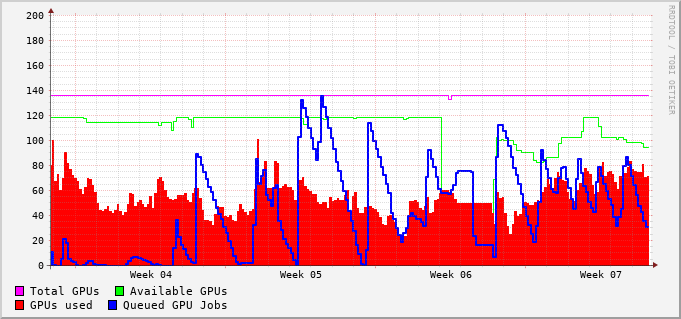 200
180
160
140
120
100
80
60
40
20
0
Week 04 Week 05 Week 06 Week 07
Total GPUs Available GPUs
GPUs used Queued GPU Jobs
RRDTOOL / TOBI OETIKER